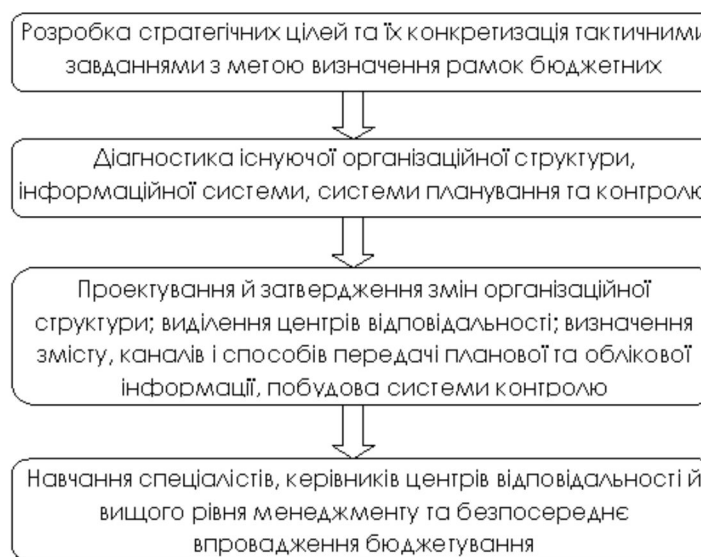 Розробка стратегічних цілей та їх конкретизація тактичними
завданнями з метою визначення рамок бюджетних
Діагностика існуючої організаційної структури,
інформаційної системи, системи планування та контролю
Проектування й затвердження змін організаційної
структури; виділення центрів відповідальності; визначення
змісту, каналів і способів передачі планової та облікової
інформації, побудова системи контролю
Навчання спеціалістів, керівників центрів відповідальності й
вищого рівня менеджменту та безпосереднє
впровадження бюджетування